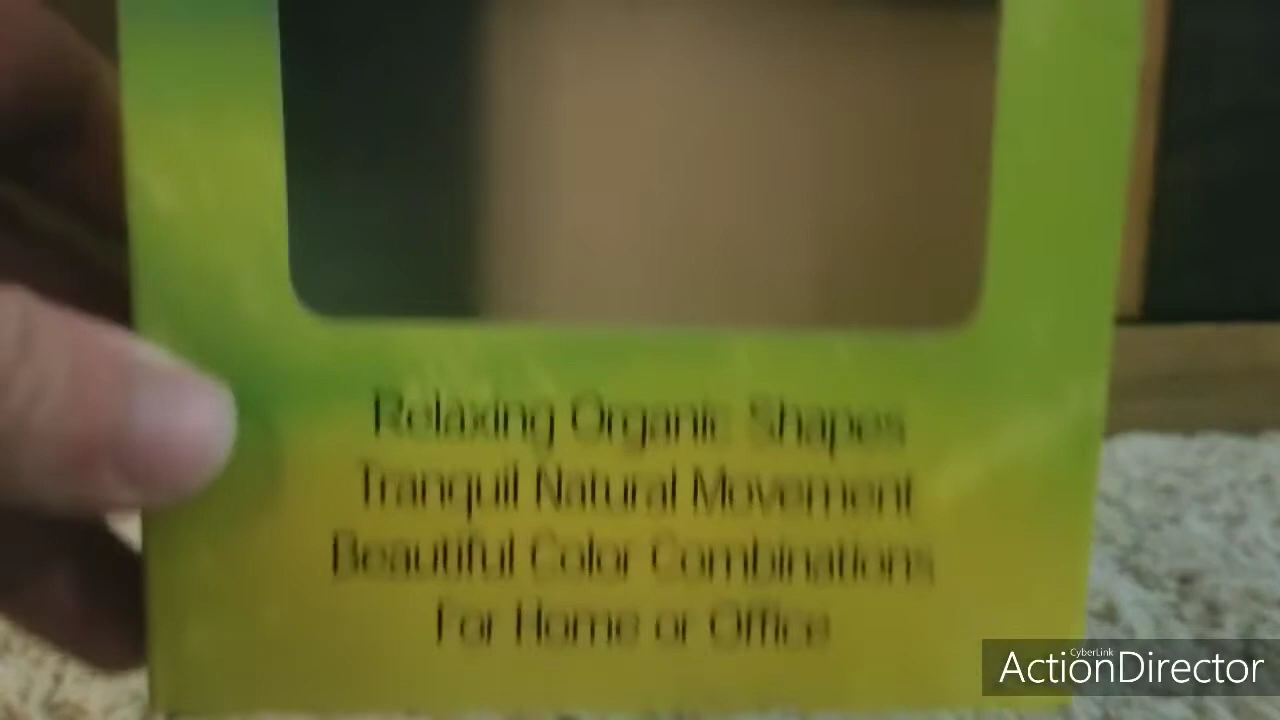 Relaxing Organic Shapes
Tranquil Natural Movement
Beautiful Color Combinations
For Home or Office
CyberLink
ActionDirector